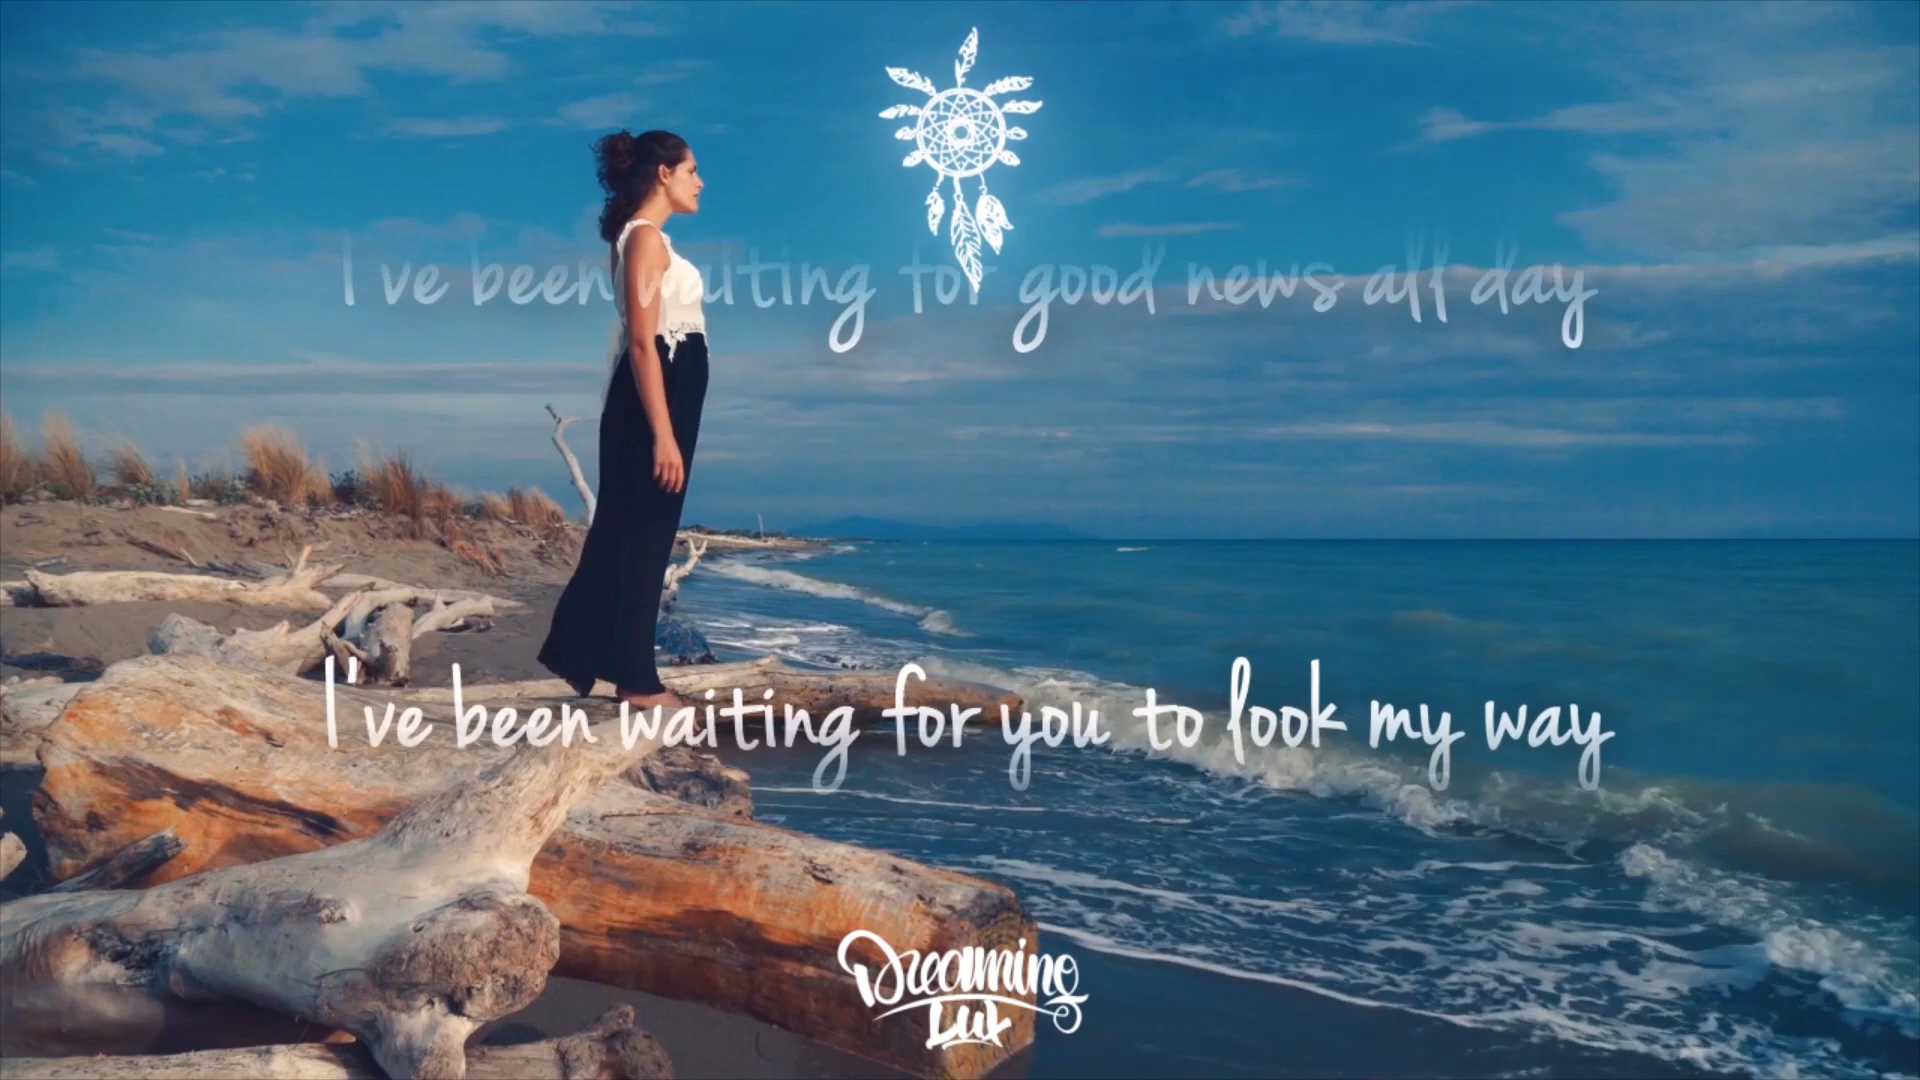 I've been waiting for good news all day
I've been waiting for you to look my way
Dreaming
Lux